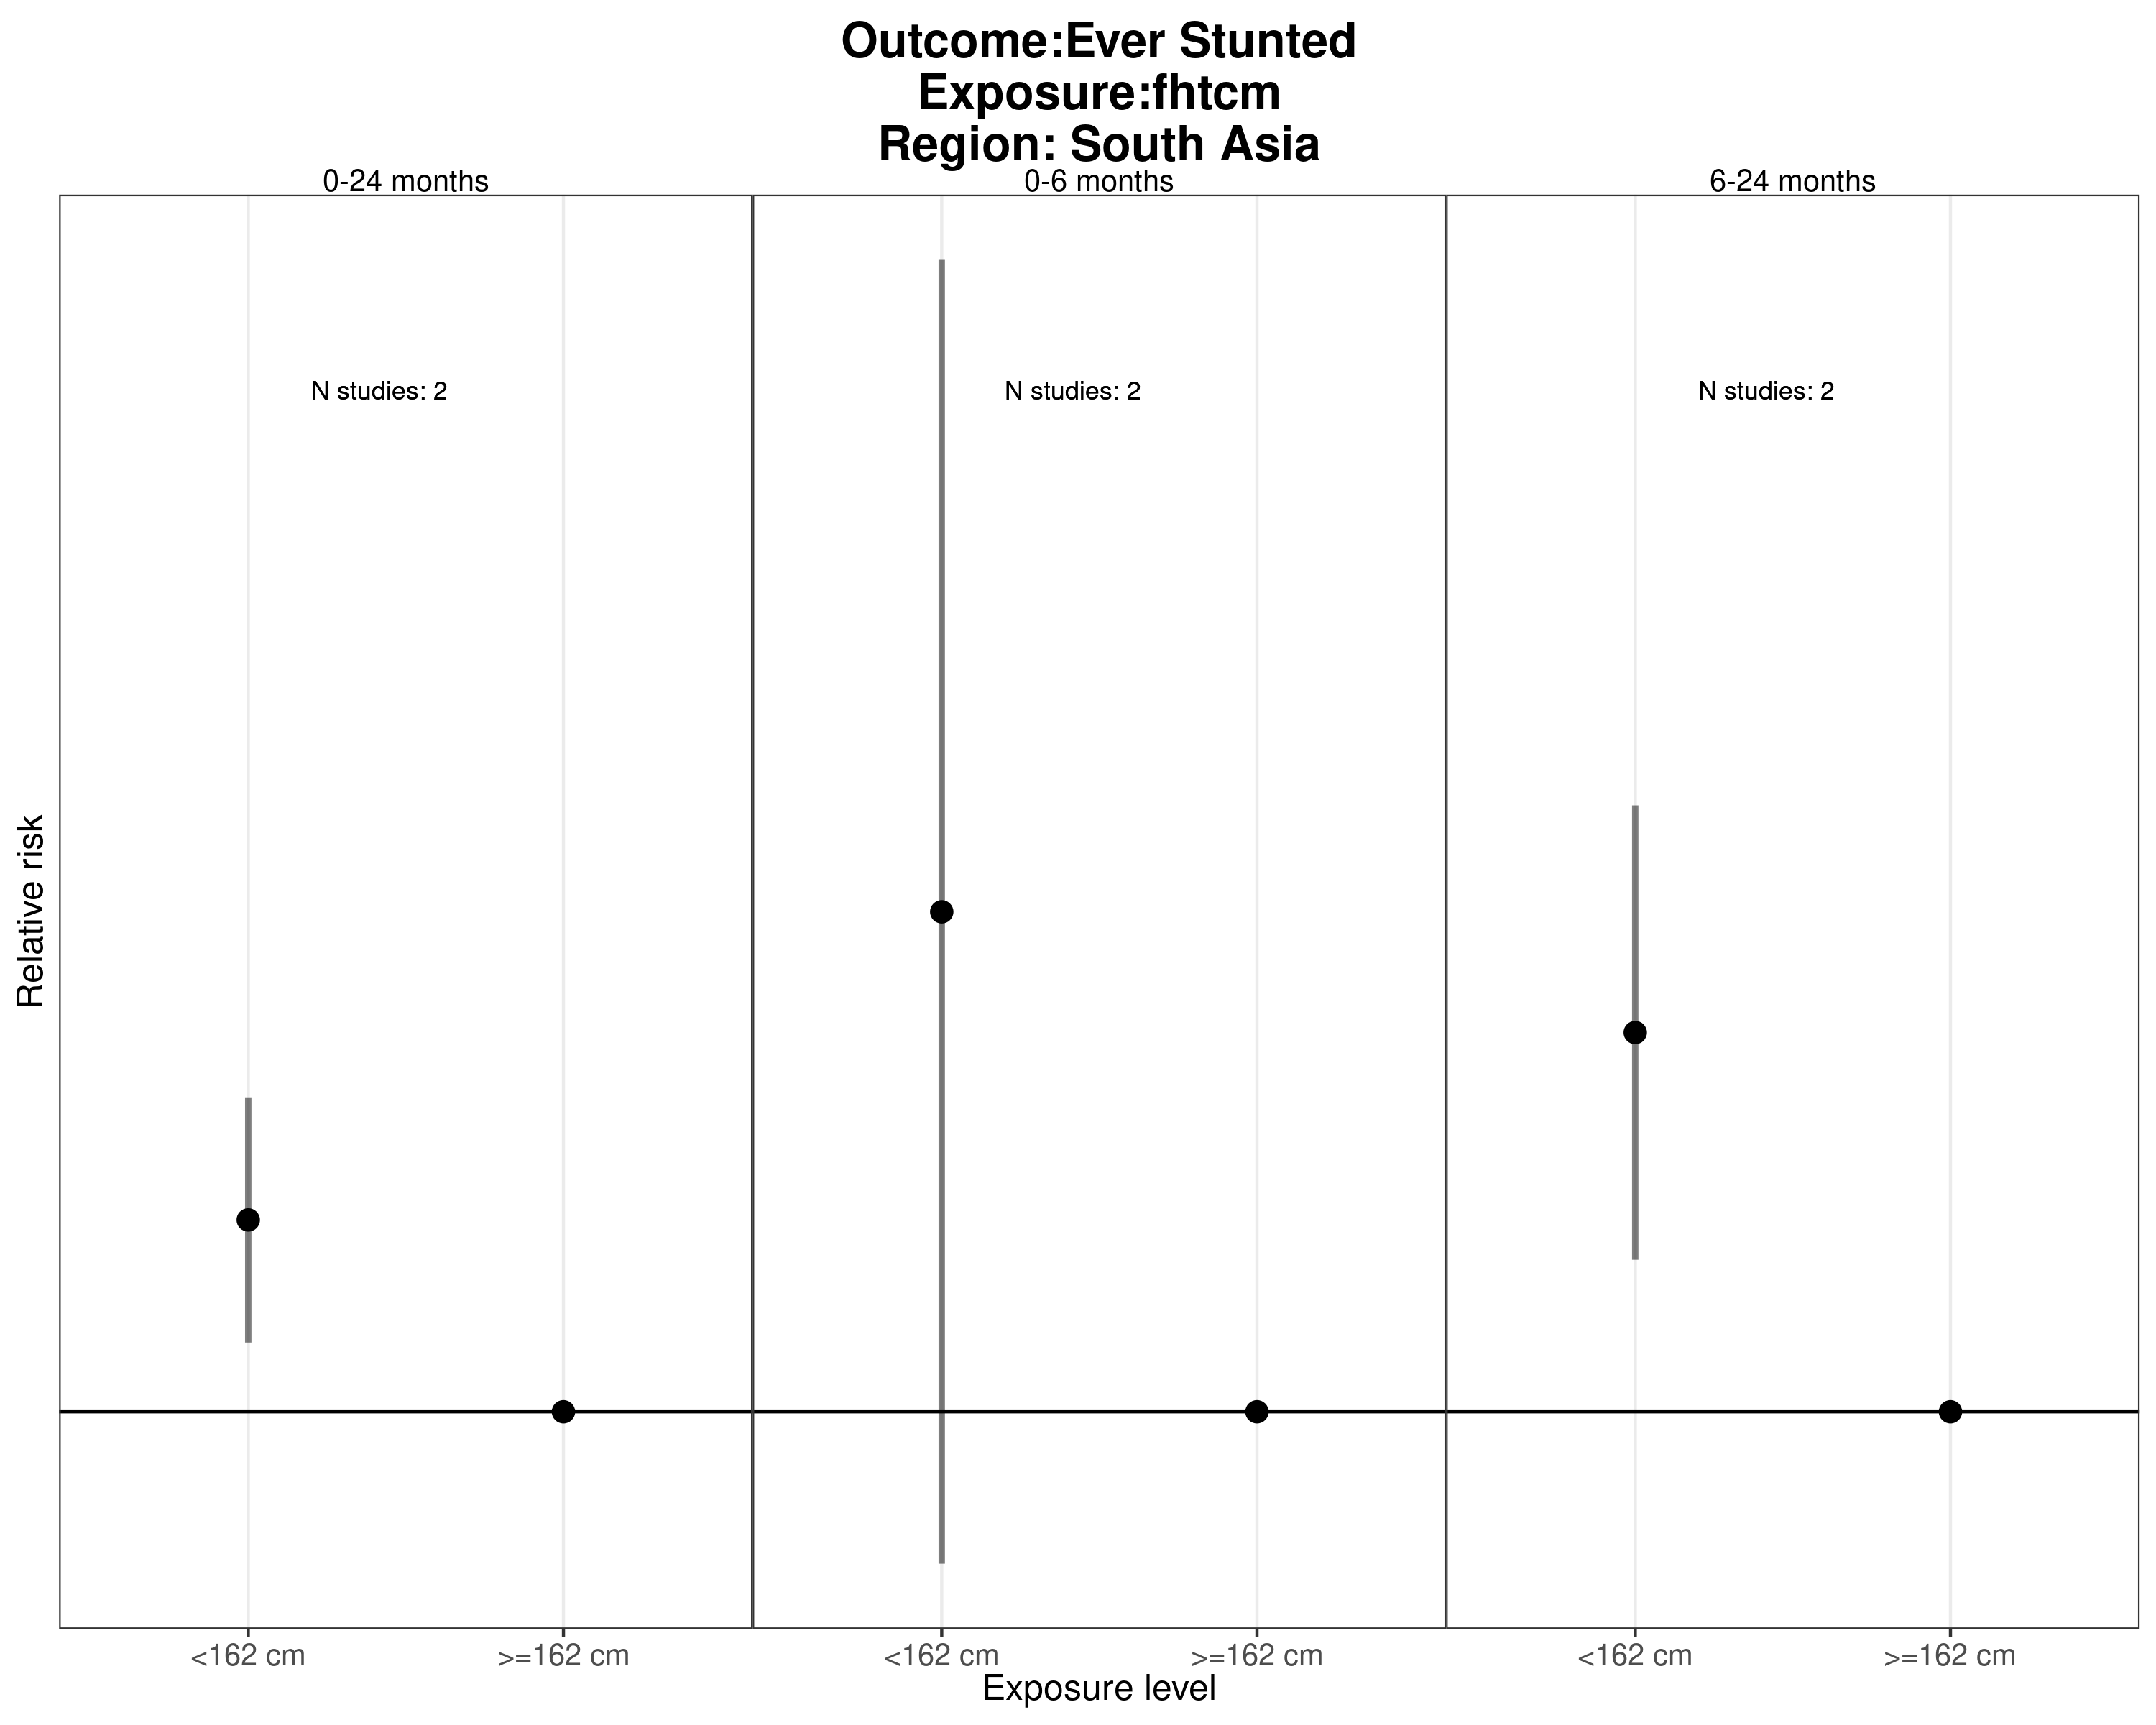 Outcome:Ever Stunted
Exposure:fhtcm
Region: South Asia
0-24 months
0-6 months
6-24 months
N studies: 2
N studies: 2
N studies: 2
Relative risk
<162 cm
>=162 cm
<162 cm
>=162 cm
<162 cm
>=162 cm
Exposure level